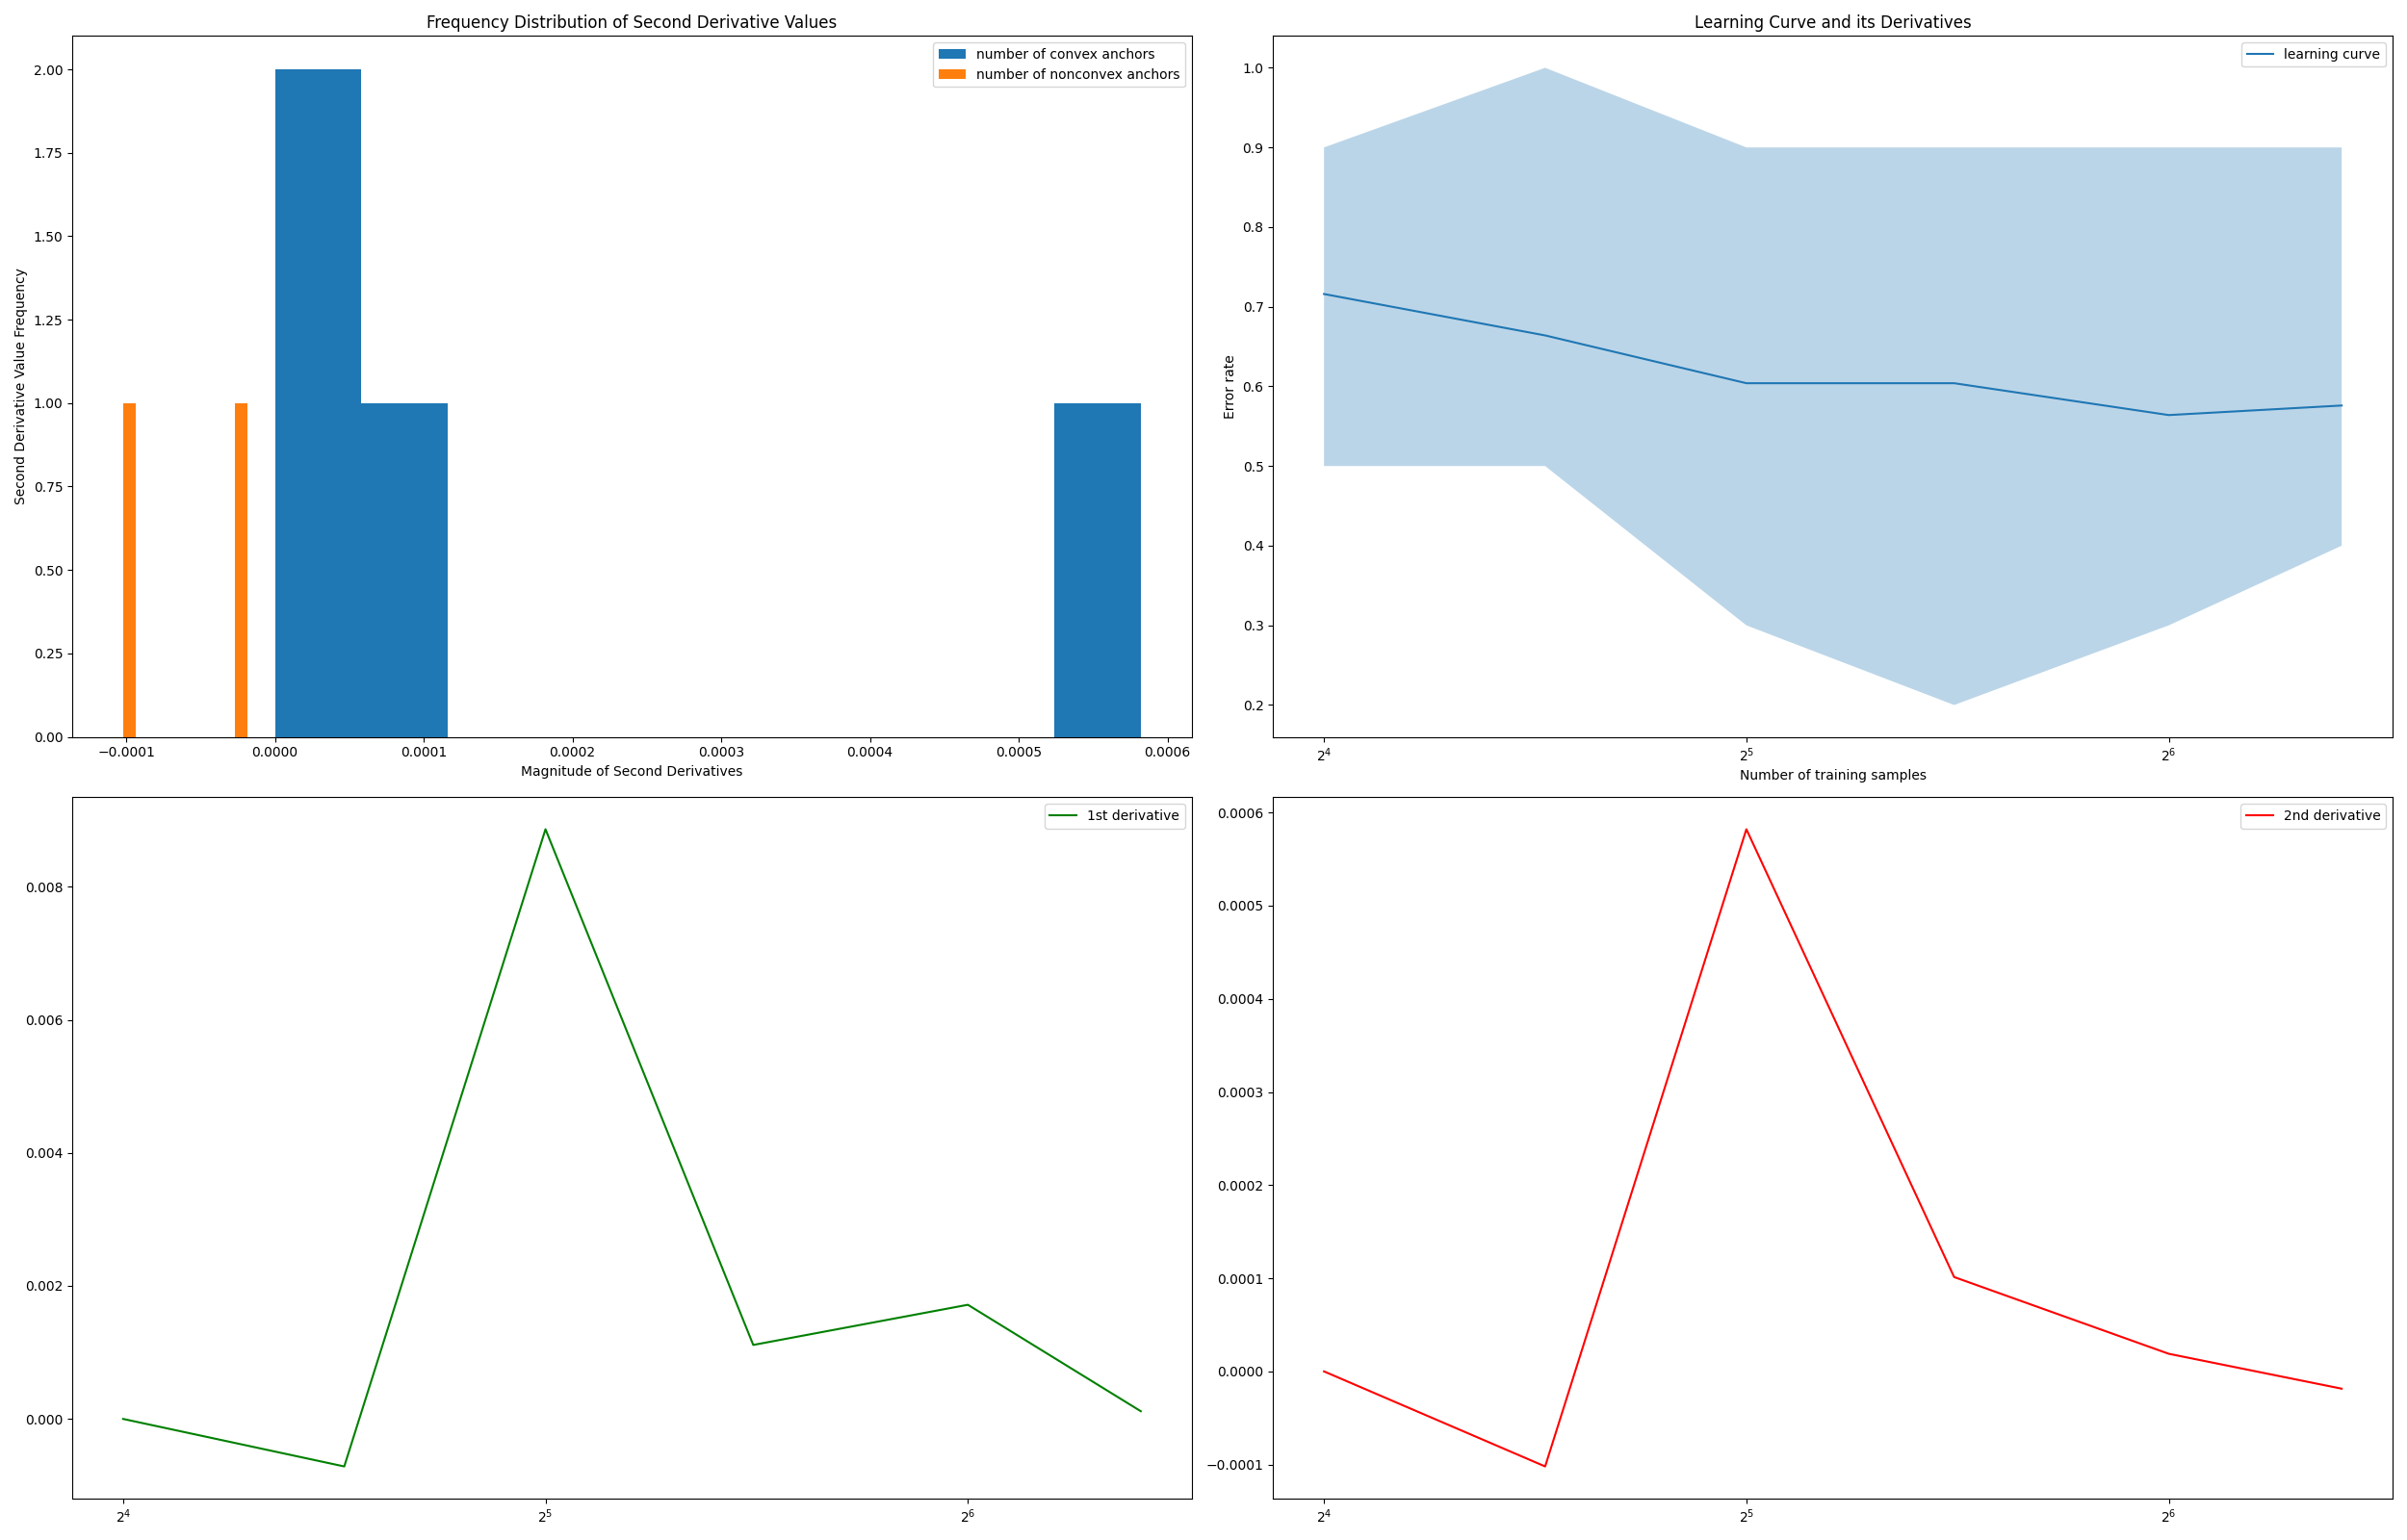 Frequency Distribution of Second Derivative Values
number of convex anchors
number of nonconvex anchors
Second Derivative Value Frequency
2.00
1.75
1.50
1.25
1.00
0.75
0.50
0.25
0.00
−0.0001 0.0000 0.0001 0.0002 0.0003 0.0004 0.0005 0.0006
Magnitude of Second Derivatives
Learning Curve and its Derivatives
learning curve
Error rate
1.0
0.9
0.8
0.7
0.6
0.5
0.4
0.3
0.2
2⁴ 2⁵ 2⁶
Number of training samples
1st derivative
0.008
0.006
0.004
0.002
0.000
2⁴ 2⁵ 2⁶
2nd derivative
0.0006
0.0005
0.0004
0.0003
0.0002
0.0001
0.0000
−0.0001
2⁴ 2⁵ 2⁶